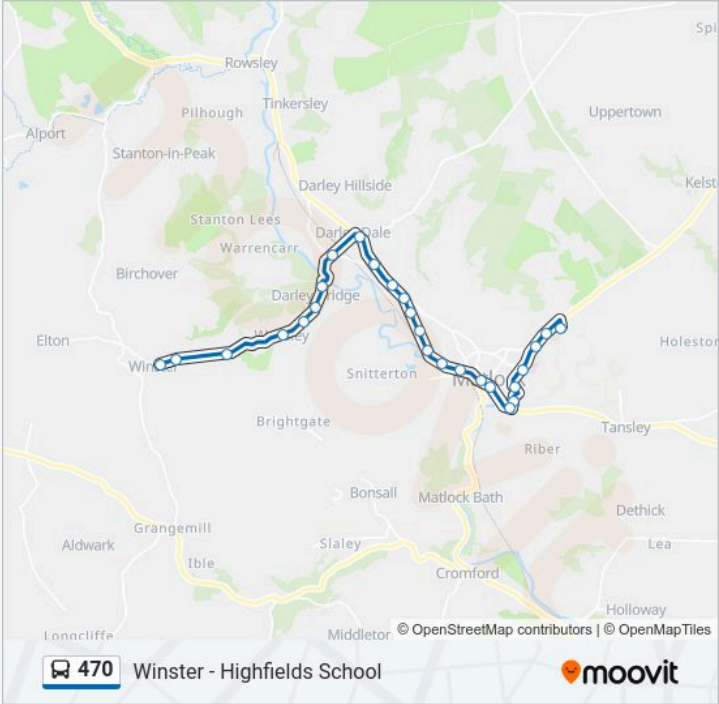 Spi
Rowsley
Tinkersley
Pilhough
Uppertown
Alport
Stanton-in-Peak
Darley Hillside
Kelst
Stanton Lees
Darley Dale
Warrencarr
Birchover
Darley Bridge
Elton
Holeston
Winster
Snitterton
Matlock
Brightgate
Tansley
Riber
Bonsall
Matlock Bath
Dethick
Grangemill
Aldwark
Slaley
Lea
Ible
Cromford
Holloway
Longcliffe
Middleton
© OpenStreetMap contributors | © OpenMapTiles
470 Winster - Highfields School
moovit